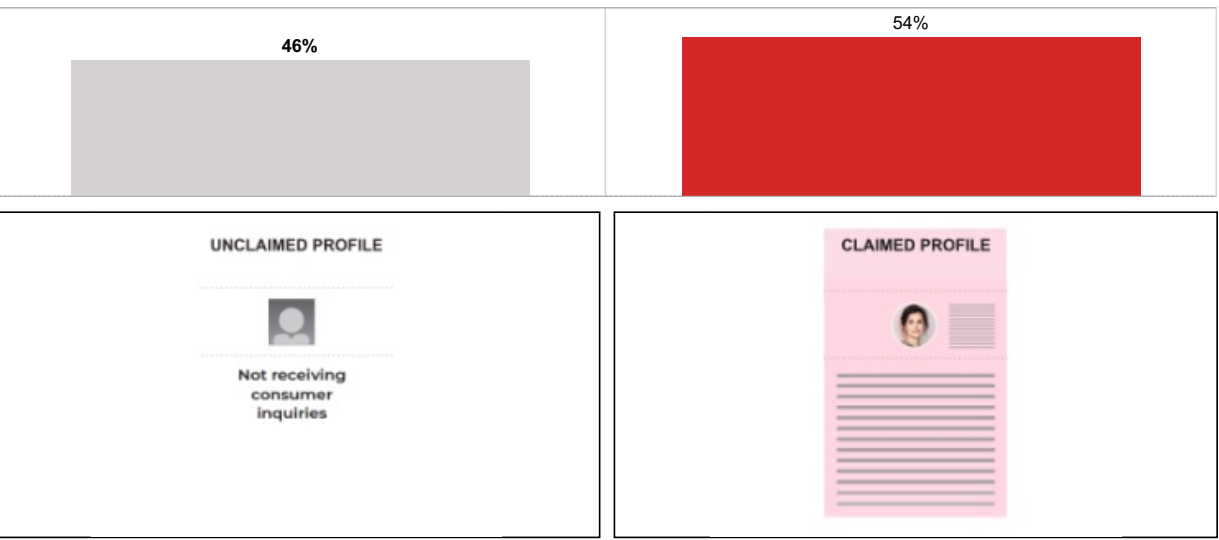 46%
54%
UNCLAIMED PROFILE
Not receiving
consumer
inquiries
CLAIMED PROFILE